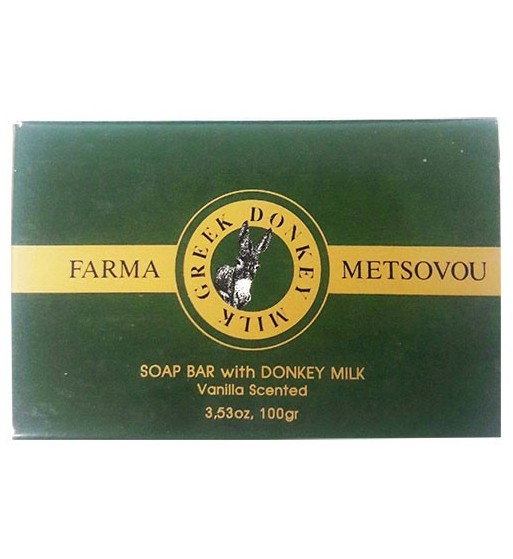 GREEK DONKEY MILK
FARMA METSOVOU
SOAP BAR with DONKEY MILK
Vanilla Scented
3,53oz, 100gr